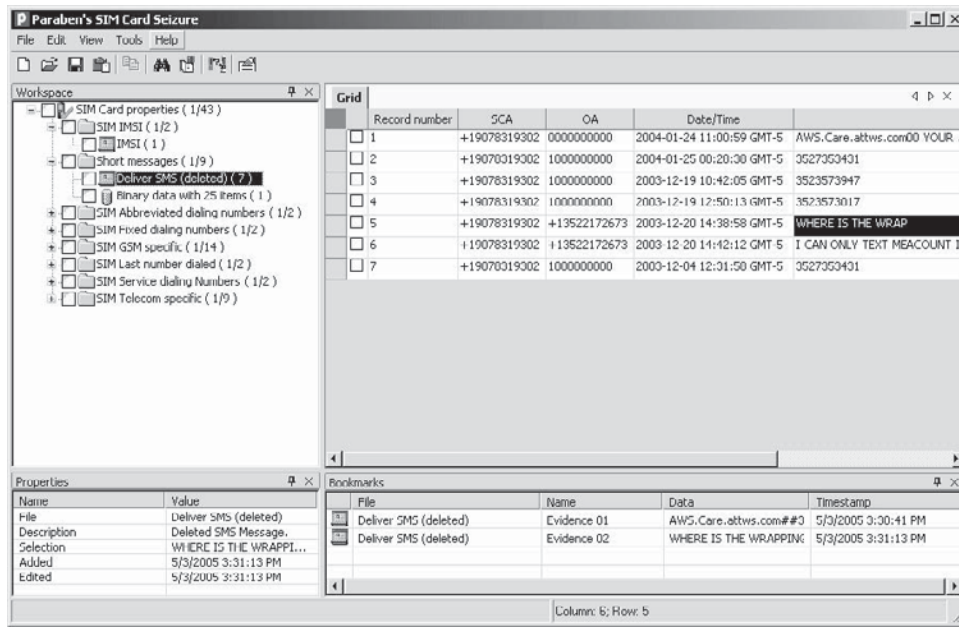 Paraben's SIM Card Seizure
File Edit View Tools Help
Workspace
SIM Card properties ( 1/43 )
SIM IMSI ( 1/2 )
IMSI ( 1 )
Short messages ( 1/9 )
Deliver SMS (deleted) ( 7 )
Binary data with 25 items ( 1 )
SIM Abbreviated dialing numbers ( 1/2 )
SIM Fixed dialing numbers ( 1/2 )
SIM GSM specific ( 1/14 )
SIM Last number dialed ( 1/2 )
SIM Service dialing Numbers ( 1/2 )
SIM Telecom specific ( 1/9 )
Grid
Record number SCA OA Date/Time
1 +19078319302 0000000000 2004-01-24 11:00:59 GMT-5 AWS.Care.attws.com00 YOUR
2 +19070319302 1000000000 2004-01-25 00:20:30 GMT-5 3527353431
3 +19078319302 1000000000 2003-12-19 10:42:05 GMT-5 3523573947
4 +19078319302 1000000000 2003-12-19 12:50:13 GMT-5 3523573017
5 +19078319302 +13522172673 2003-12-20 14:38:58 GMT-5 WHERE IS THE WRAP
6 +19078319302 +13522172673 2003-12-20 14:42:12 GMT-5 I CAN ONLY TEXT MEACOUNT I
7 +19070319302 1000000000 2003-12-04 12:31:50 GMT-5 3527353431
Properties
Name Value
File Deliver SMS (deleted)
Description Deleted SMS Message.
Selection WHERE IS THE WRAPPI...
Added 5/3/2005 3:31:13 PM
Edited 5/3/2005 3:31:13 PM
Bookmarks
File Name Data Timestamp
Deliver SMS (deleted) Evidence 01 AWS.Care.attws.com##3 5/3/2005 3:30:41 PM
Deliver SMS (deleted) Evidence 02 WHERE IS THE WRAPPING 5/3/2005 3:31:13 PM
Column: 6; Row: 5